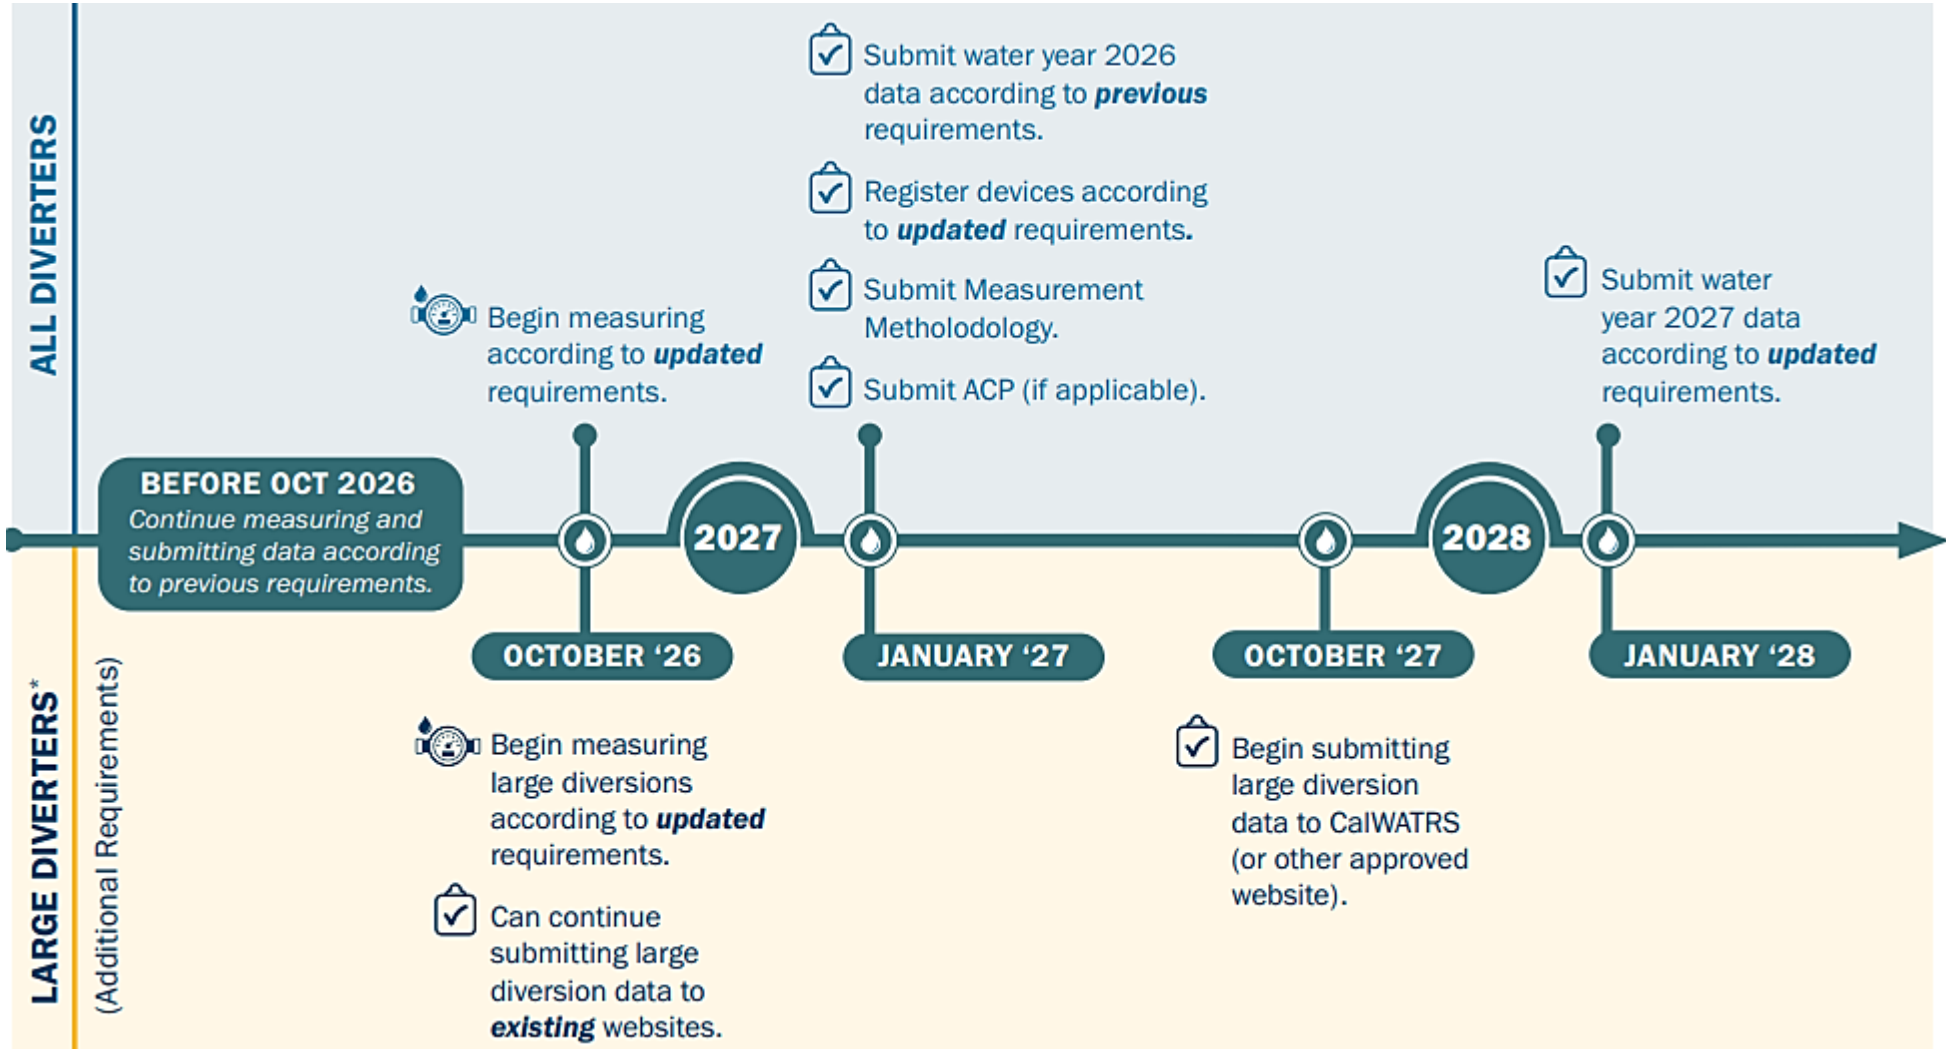 ALL DIVERTERS
Submit water year 2026
data according to previous
requirements.
Register devices according
to updated requirements.
Submit Measurement
Metholodology.
Submit ACP (if applicable).
Begin measuring
according to updated
requirements.
Submit water
year 2027 data
according to updated
requirements.
BEFORE OCT 2026
Continue measuring and
submitting data according
to previous requirements.
2027
2028
OCTOBER ‘26
JANUARY ‘27
OCTOBER ‘27
JANUARY ‘28
LARGE DIVERTERS*
(Additional Requirements)
Begin measuring
large diversions
according to updated
requirements.
Can continue
submitting large
diversion data to
existing websites.
Begin submitting
large diversion
data to CalWATRS
(or other approved
website).